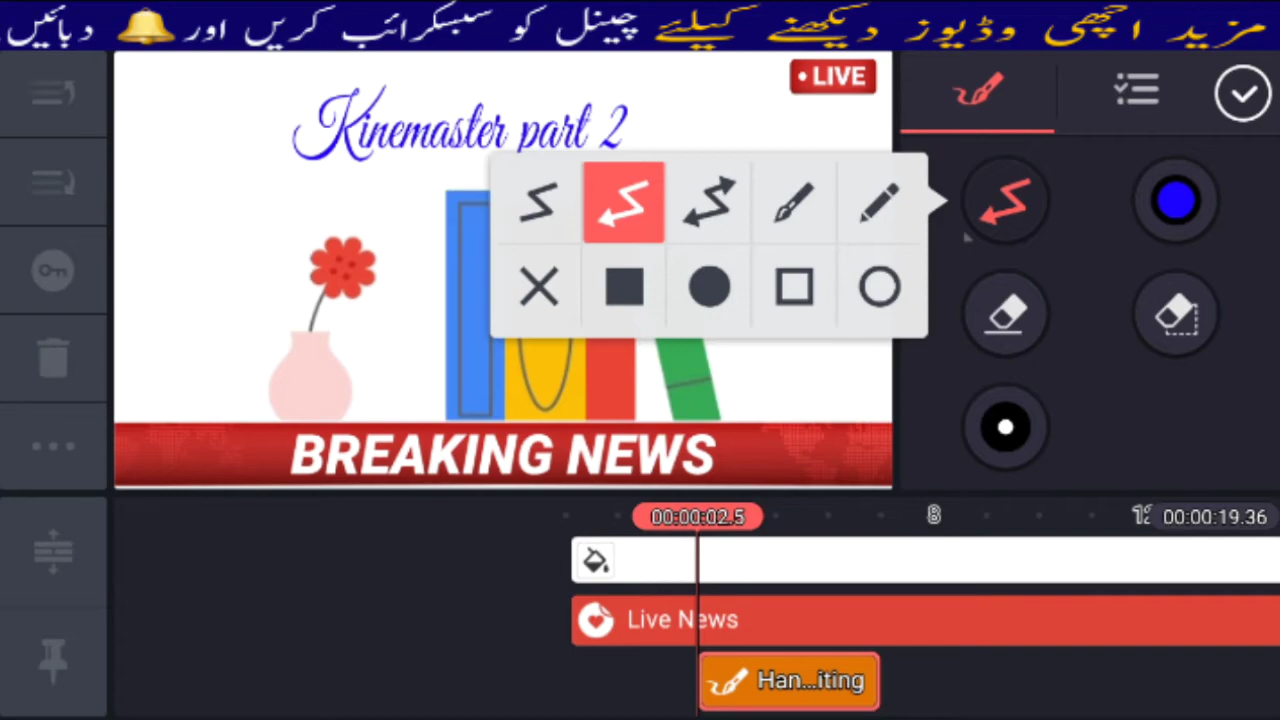 مزید اچھی وڈیوز دیکھنے کیلئے چینل کو سبسکرائب کریں اور 🔔 دبائیں
• LIVE
Kinemaster part 2
BREAKING NEWS
00:00:02.5
8
12
00:00:19.36
Live News
Han...iting